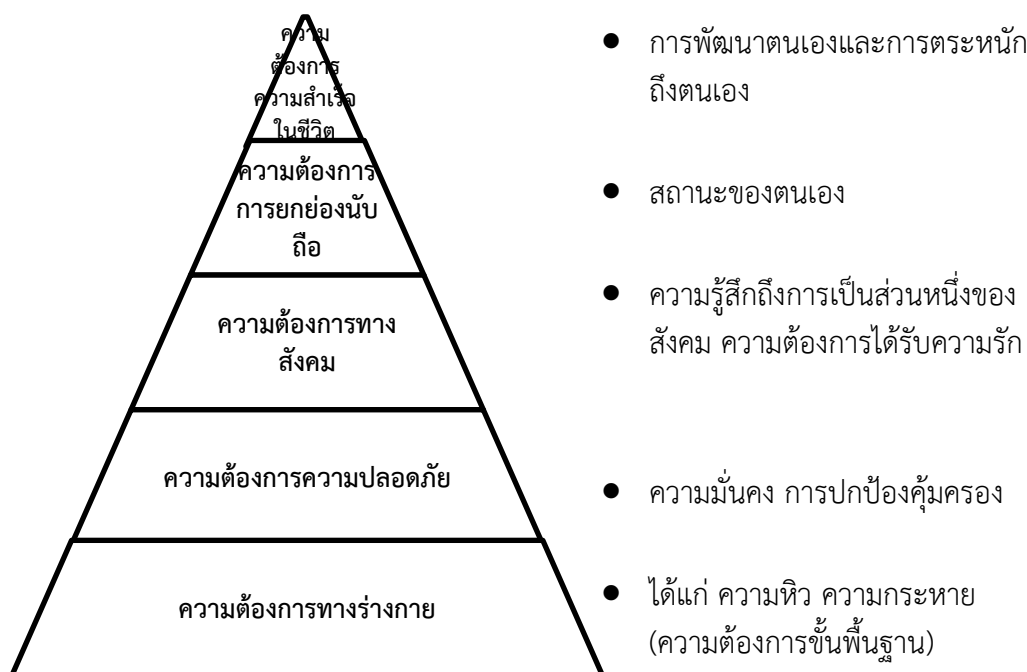 ความ
ต้องการ
ความสำเร็จ
ในชีวิต
● การพัฒนาตนเองและการตระหนัก
ถึงตนเอง
ความต้องการ
การยกย่องนับ
ถือ
● สถานะของตนเอง
ความต้องการทาง
สังคม
● ความรู้สึกถึงการเป็นส่วนหนึ่งของ
สังคม ความต้องการได้รับความรัก
ความต้องการความปลอดภัย
● ความมั่นคง การปกป้องคุ้มครอง
ความต้องการทางร่างกาย
● ได้แก่ ความหิว ความกระหาย
(ความต้องการขั้นพื้นฐาน)